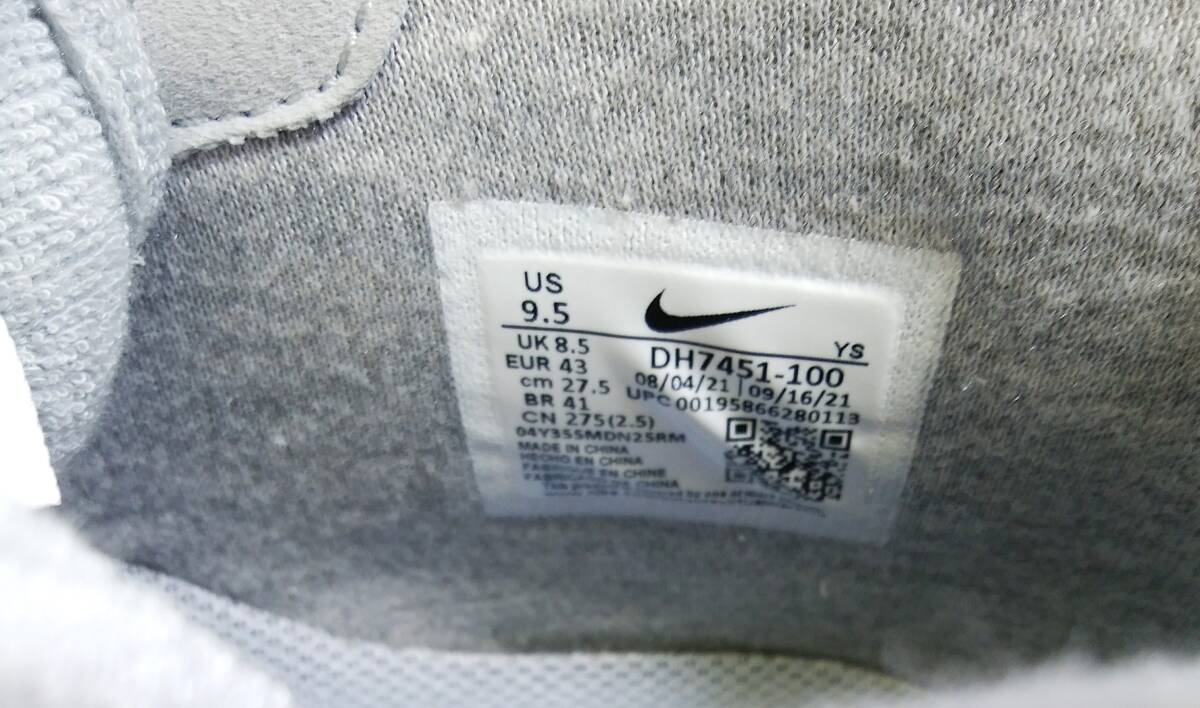 US
9.5
YS
UK 8.5
EUR 43
cm 27.5
BR 41
CN 275(2.5)
DH7451-100
08/04/21 | 09/16/21
UPC 00195866280113
04Y355MDN25RM
MADE IN CHINA
HECHO EN CHINA
FABRIQUÉ EN CHINE